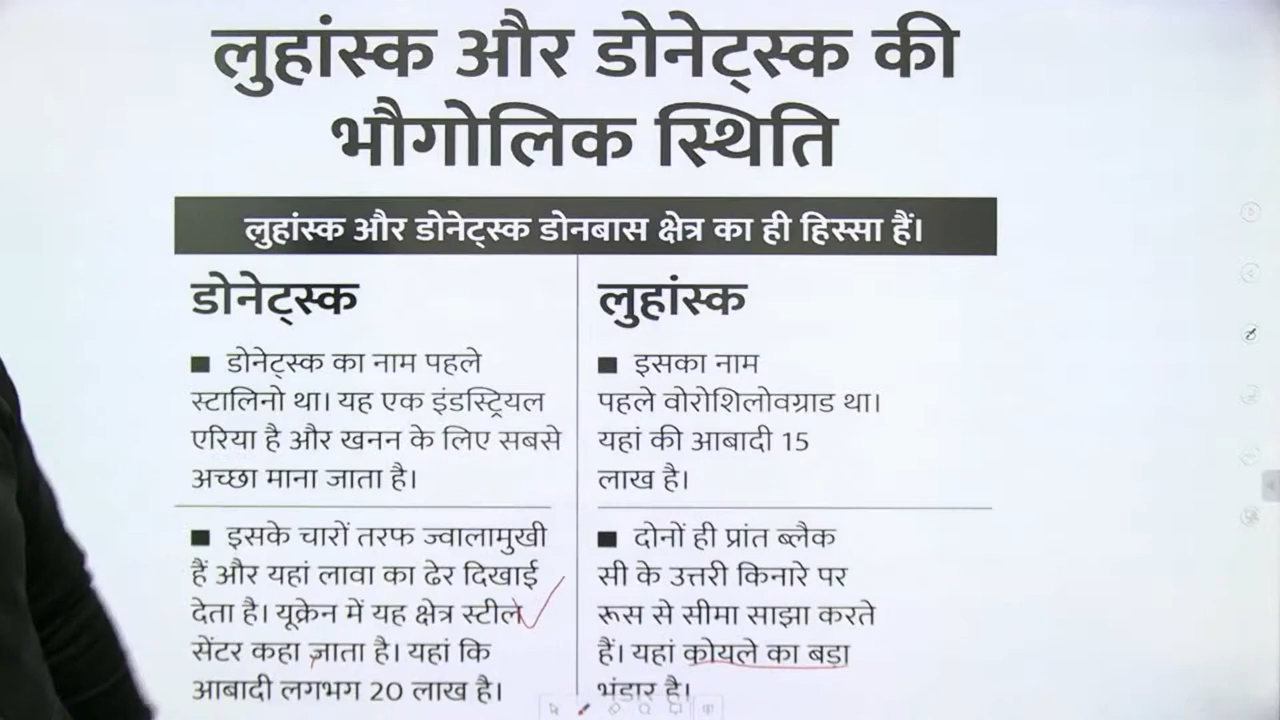 लुहांस्क और डोनेट्स्क की
भौगोलिक स्थिति
लुहांस्क और डोनेट्स्क डोनबास क्षेत्र का ही हिस्सा हैं।
डोनेट्स्क
■ डोनेट्स्क का नाम पहले
स्टालिनो था। यह एक इंडस्ट्रियल
एरिया है और खनन के लिए सबसे
अच्छा माना जाता है।
■ इसके चारों तरफ ज्वालामुखी
हैं और यहां लावा का ढेर दिखाई
देता है। यूक्रेन में यह क्षेत्र स्टील
सेंटर कहा जाता है। यहां कि
आबादी लगभग 20 लाख है।
लुहांस्क
■ इसका नाम
पहले वोरोशिलोवग्राड था।
यहां की आबादी 15
लाख है।
■ दोनों ही प्रांत ब्लैक
सी के उत्तरी किनारे पर
रूस से सीमा साझा करते
हैं। यहां कोयले का बड़ा
भंडार है।